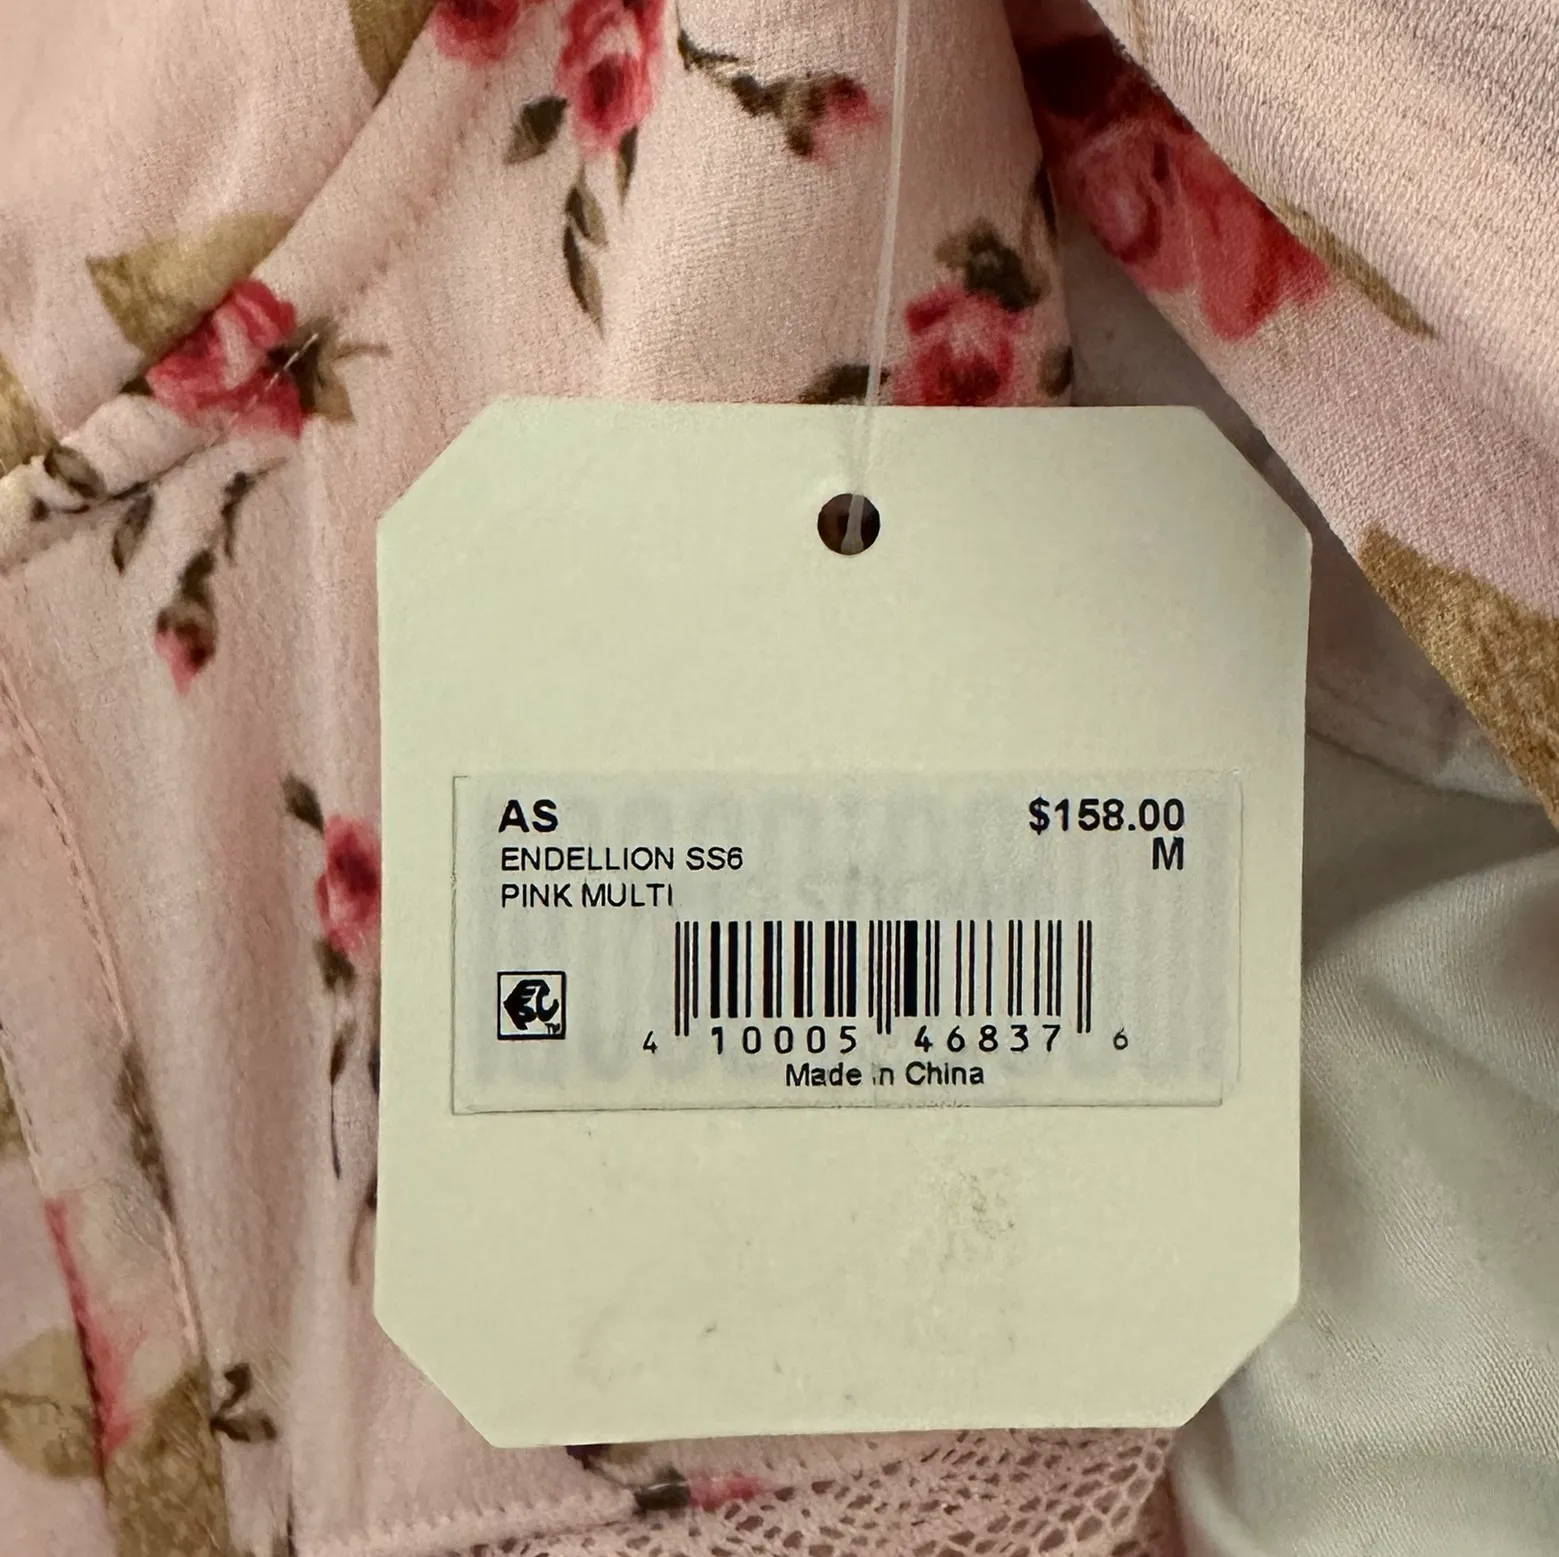 AS $158.00
ENDELLION SS6 M
PINK MULTI
4 10005 46837 6
Made in China